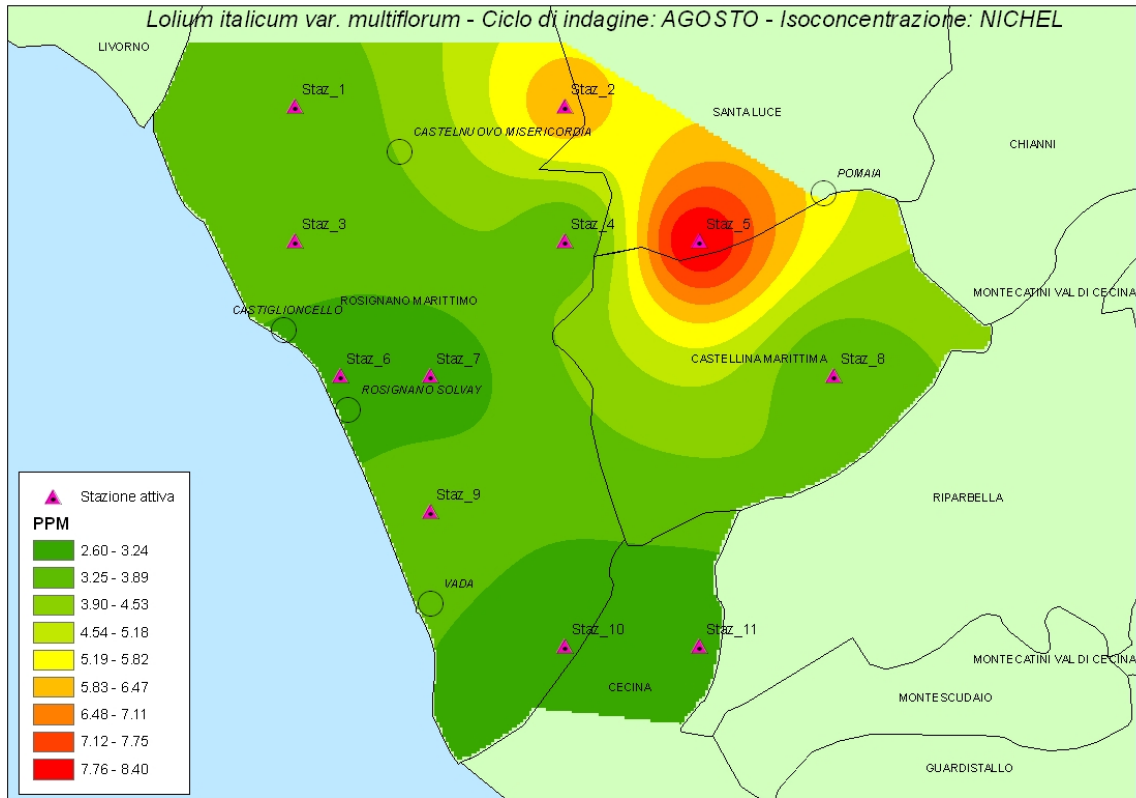 Lolium italicum var. multiflorum - Ciclo di indagine: AGOSTO - Isoconcentrazione: NICHEL
LIVORNO
Staz_1
Staz_2
SANTA LUCE
CASTELNUOVO MISERICORDIA
CHIANNI
POMAIA
Staz_3
Staz_4
Staz_5
MONTECATINI VAL DI CECINA
ROSIGNANO MARITTIMO
CASTIGLIONCELLO
Staz_6
Staz_7
CASTELLINA MARITTIMA
Staz_8
ROSIGNANO SOLVAY
Staz_9
RIPARBELLA
VADA
Staz_10
Staz_11
MONTECATINI VAL DI CECINA
CECINA
MONTESCUDAIO
GUARDISTALLO
Stazione attiva
PPM
2.60 - 3.24
3.25 - 3.89
3.90 - 4.53
4.54 - 5.18
5.19 - 5.82
5.83 - 6.47
6.48 - 7.11
7.12 - 7.75
7.76 - 8.40